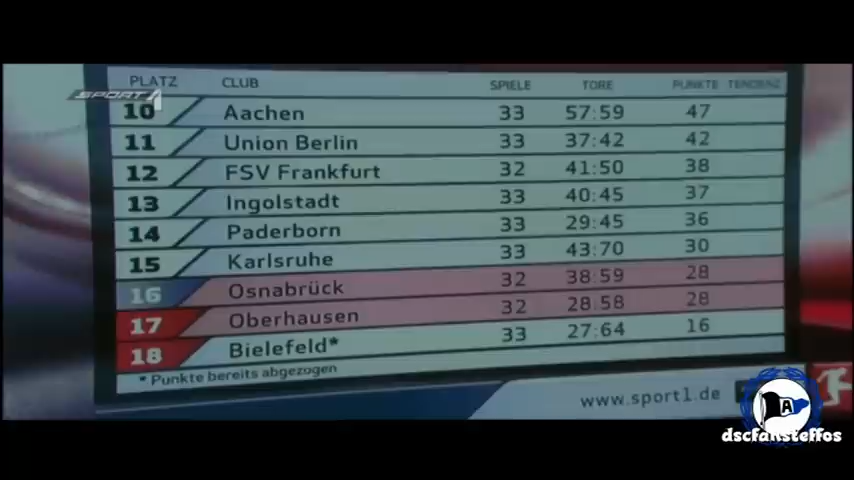 PLATZ CLUB SPIELE TORE PUNKTE TENDENZ
SPORT1
10 Aachen 33 57:59 47
11 Union Berlin 33 37:42 42
12 FSV Frankfurt 32 41:50 38
13 Ingolstadt 33 40:45 37
14 Paderborn 33 29:45 36
15 Karlsruhe 33 43:70 30
16 Osnabrück 32 38:59 28
17 Oberhausen 32 28:58 28
18 Bielefeld* 33 27:64 16
* Punkte bereits abgezogen
www.sport1.de
A
dscfansteffos